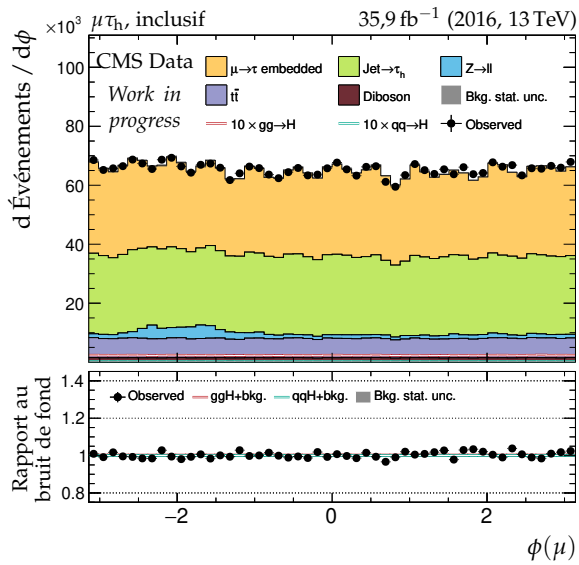 μτh, inclusif 35,9 fb−1 (2016, 13 TeV)
×10³
d Événements / dϕ
100
80
60
40
20
CMS Data
Work in
progress
μ→τ embedded Jet→τh Z→ll
tt̄ Diboson Bkg. stat. unc.
10 × gg→H 10 × qq→H Observed
Rapport au
bruit de fond
1.4
1.2
1
0.8
Observed ggH+bkg. qqH+bkg. Bkg. stat. unc.
−2 0 2
ϕ(μ)